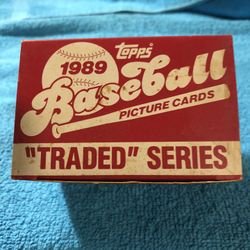 Topps
1989
Baseball
PICTURE CARDS
"TRADED" SERIES